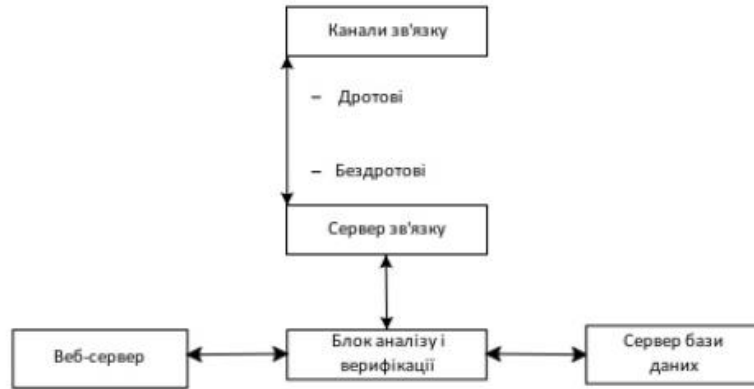 Канали зв'язку
– Дротові
– Бездротові
Сервер зв'язку
Веб-сервер
Блок аналізу і
верифікації
Сервер бази
даних